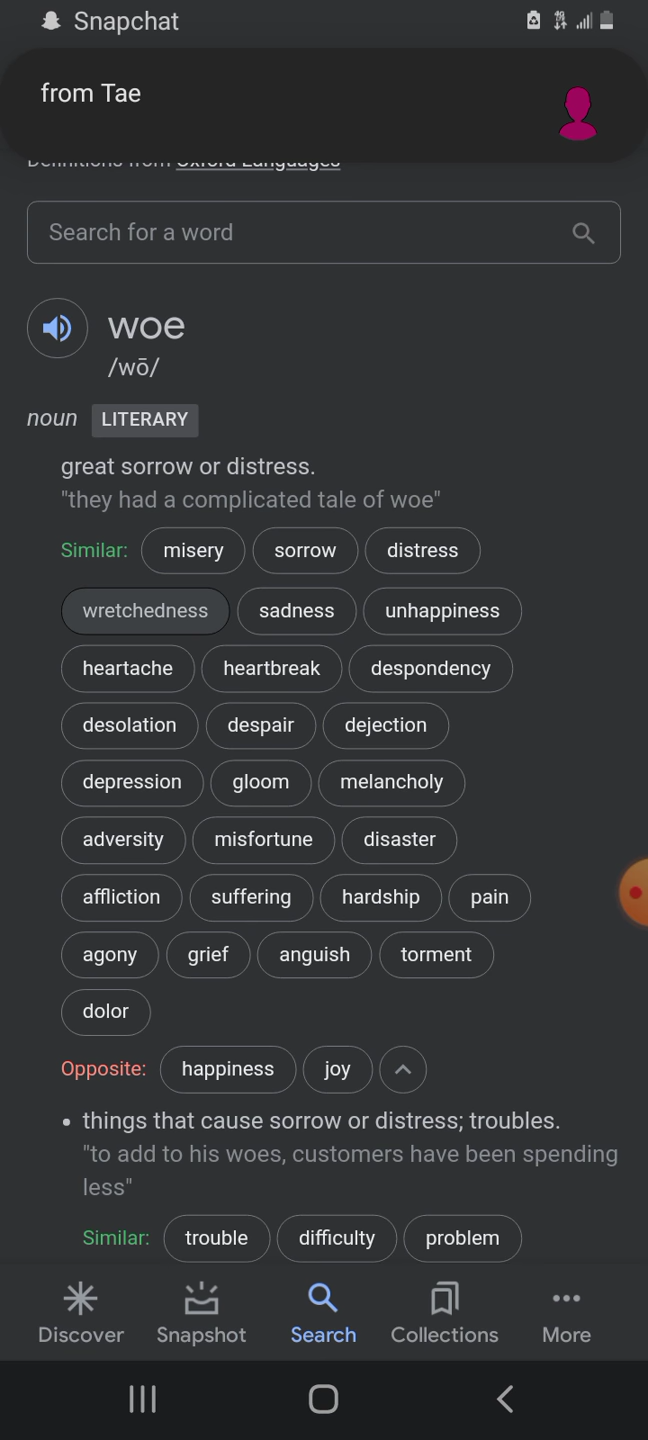 Snapchat
from Tae
Definitions from Oxford Languages
Search for a word
woe
/wō/
noun LITERARY
great sorrow or distress.
"they had a complicated tale of woe"
Similar: misery sorrow distress
wretchedness sadness unhappiness
heartache heartbreak despondency
desolation despair dejection
depression gloom melancholy
adversity misfortune disaster
affliction suffering hardship pain
agony grief anguish torment
dolor
Opposite: happiness joy
• things that cause sorrow or distress; troubles.
"to add to his woes, customers have been spending
less"
Similar: trouble difficulty problem
Discover Snapshot Search Collections More